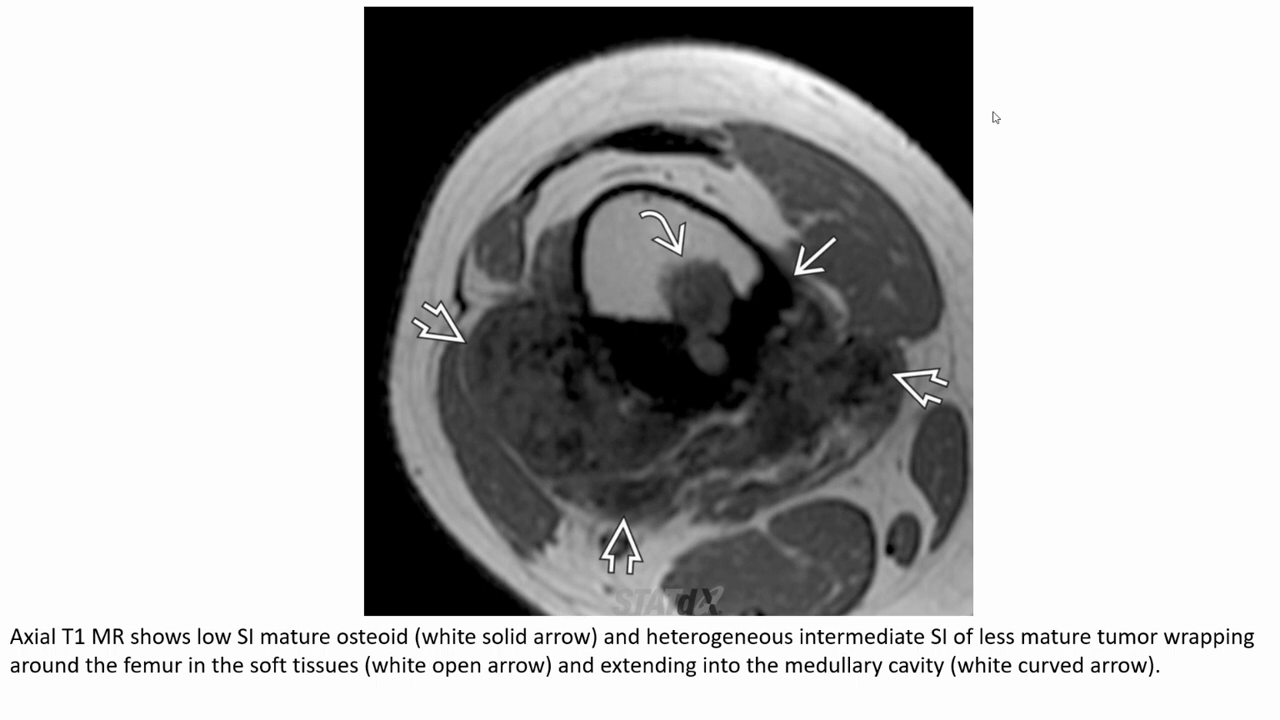 STATdX
Axial T1 MR shows low SI mature osteoid (white solid arrow) and heterogeneous intermediate SI of less mature tumor wrapping
around the femur in the soft tissues (white open arrow) and extending into the medullary cavity (white curved arrow).